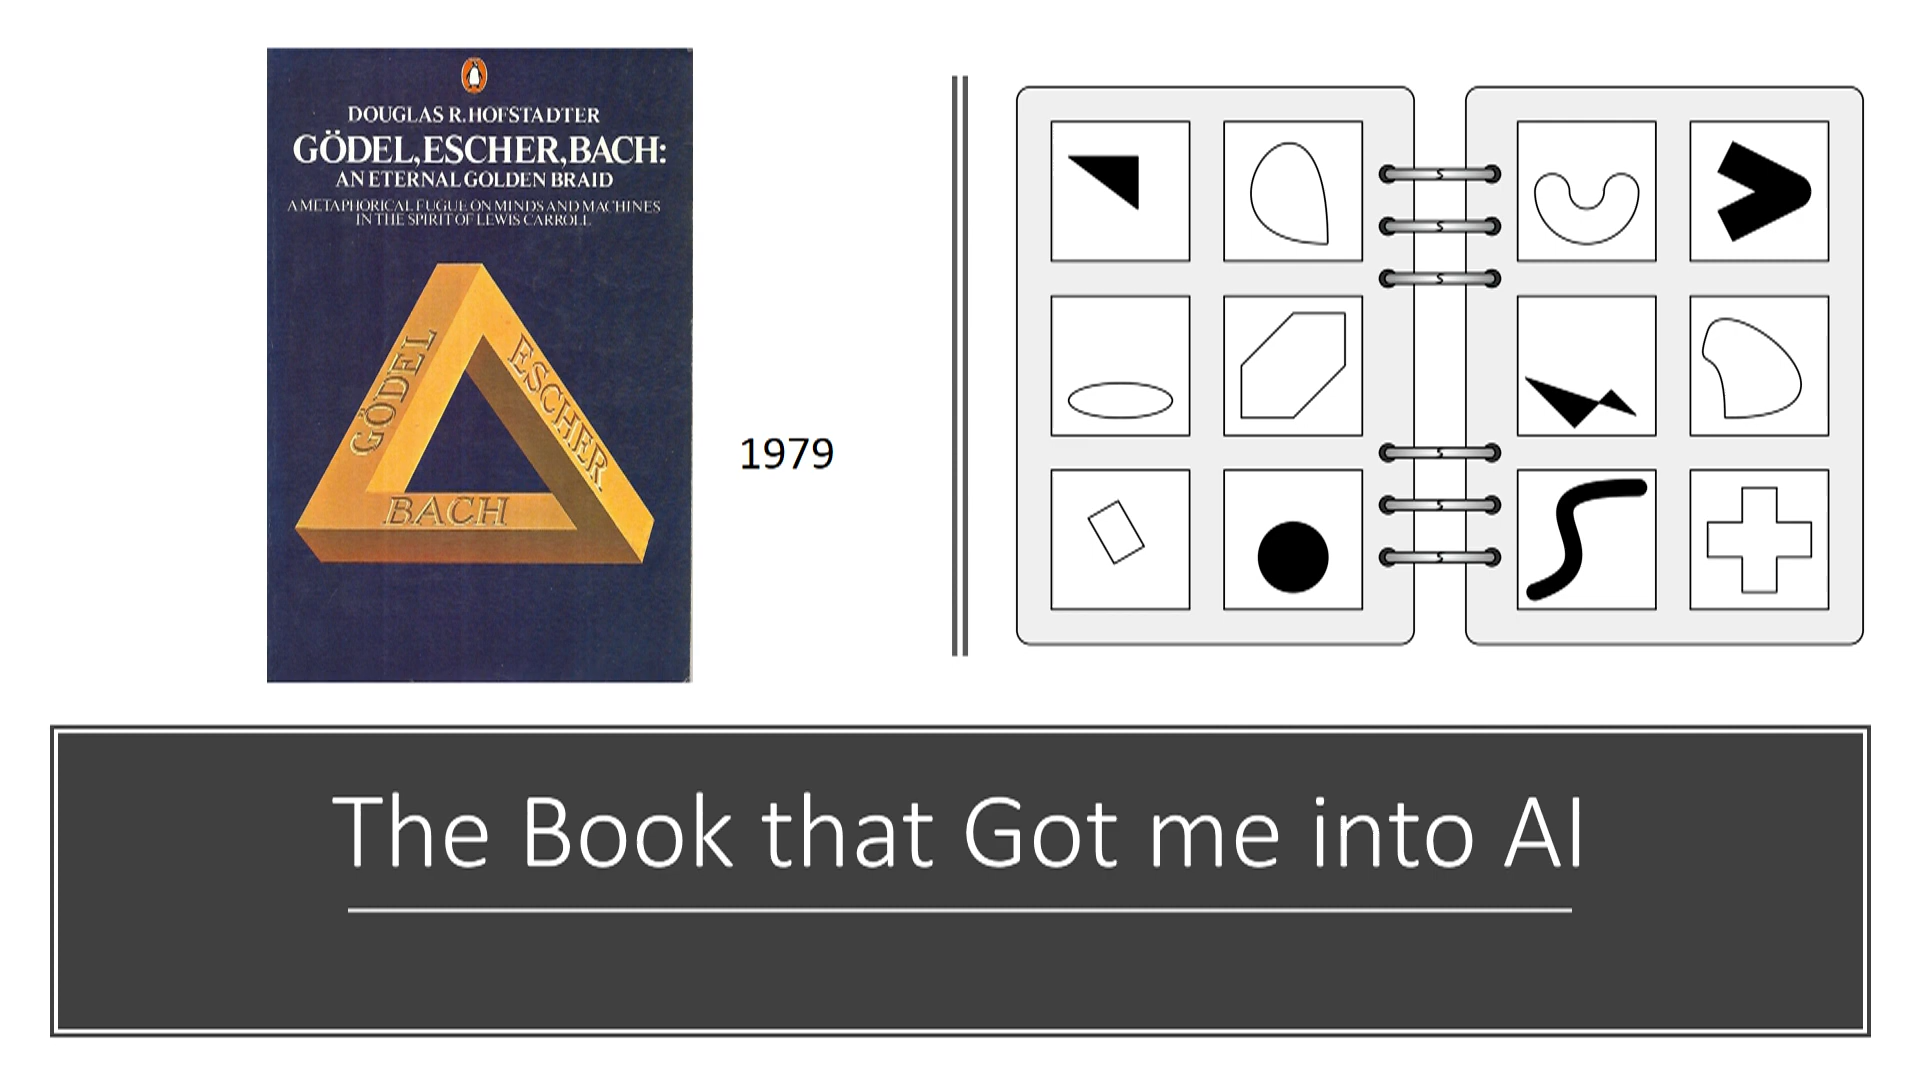 DOUGLAS R. HOFSTADTER
GÖDEL, ESCHER, BACH:
AN ETERNAL GOLDEN BRAID
A METAPHORICAL FUGUE ON MINDS AND MACHINES
IN THE SPIRIT OF LEWIS CARROLL
GÖDEL
ESCHER
BACH
1979
The Book that Got me into AI